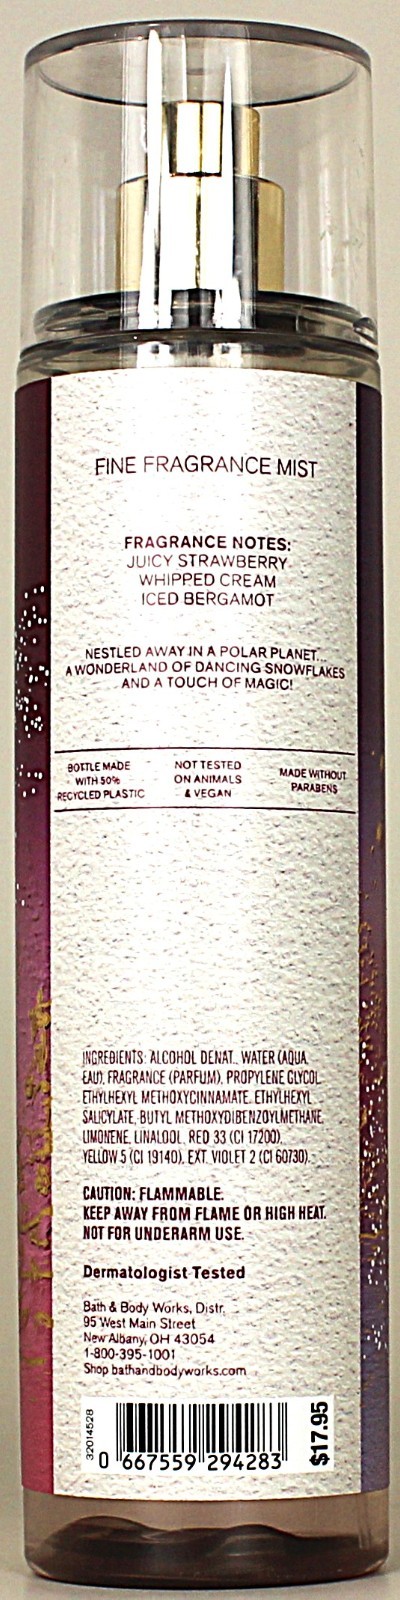 FINE FRAGRANCE MIST
FRAGRANCE NOTES:
JUICY STRAWBERRY
WHIPPED CREAM
ICED BERGAMOT
NESTLED AWAY IN A POLAR PLANET,
A WONDERLAND OF DANCING SNOWFLAKES
AND A TOUCH OF MAGIC!
BOTTLE MADE
WITH 50%
RECYCLED PLASTIC
NOT TESTED
ON ANIMALS
& VEGAN
MADE WITHOUT
PARABENS
INGREDIENTS: ALCOHOL DENAT., WATER (AQUA,
EAU), FRAGRANCE (PARFUM), PROPYLENE GLYCOL,
ETHYLHEXYL METHOXYCINNAMATE, ETHYLHEXYL
SALICYLATE, BUTYL METHOXYDIBENZOYLMETHANE,
LIMONENE, LINALOOL, RED 33 (CI 17200),
YELLOW 5 (CI 19140), EXT. VIOLET 2 (CI 60730).
CAUTION: FLAMMABLE.
KEEP AWAY FROM FLAME OR HIGH HEAT.
NOT FOR UNDERARM USE.
Dermatologist Tested
Bath & Body Works, Distr.
95 West Main Street
New Albany, OH 43054
1-800-395-1001
Shop bathandbodyworks.com
32014528
0 667559 294283
$17.95